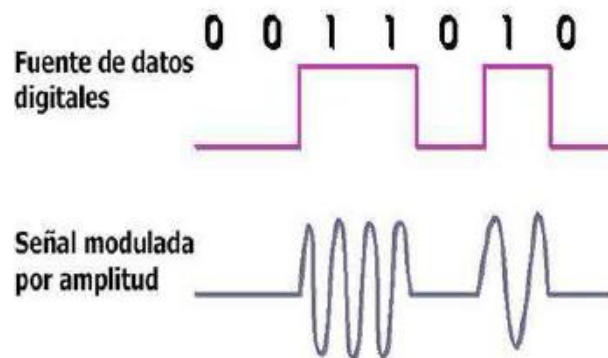 0 0 1 1 0 1 0
Fuente de datos
digitales
Señal modulada
por amplitud